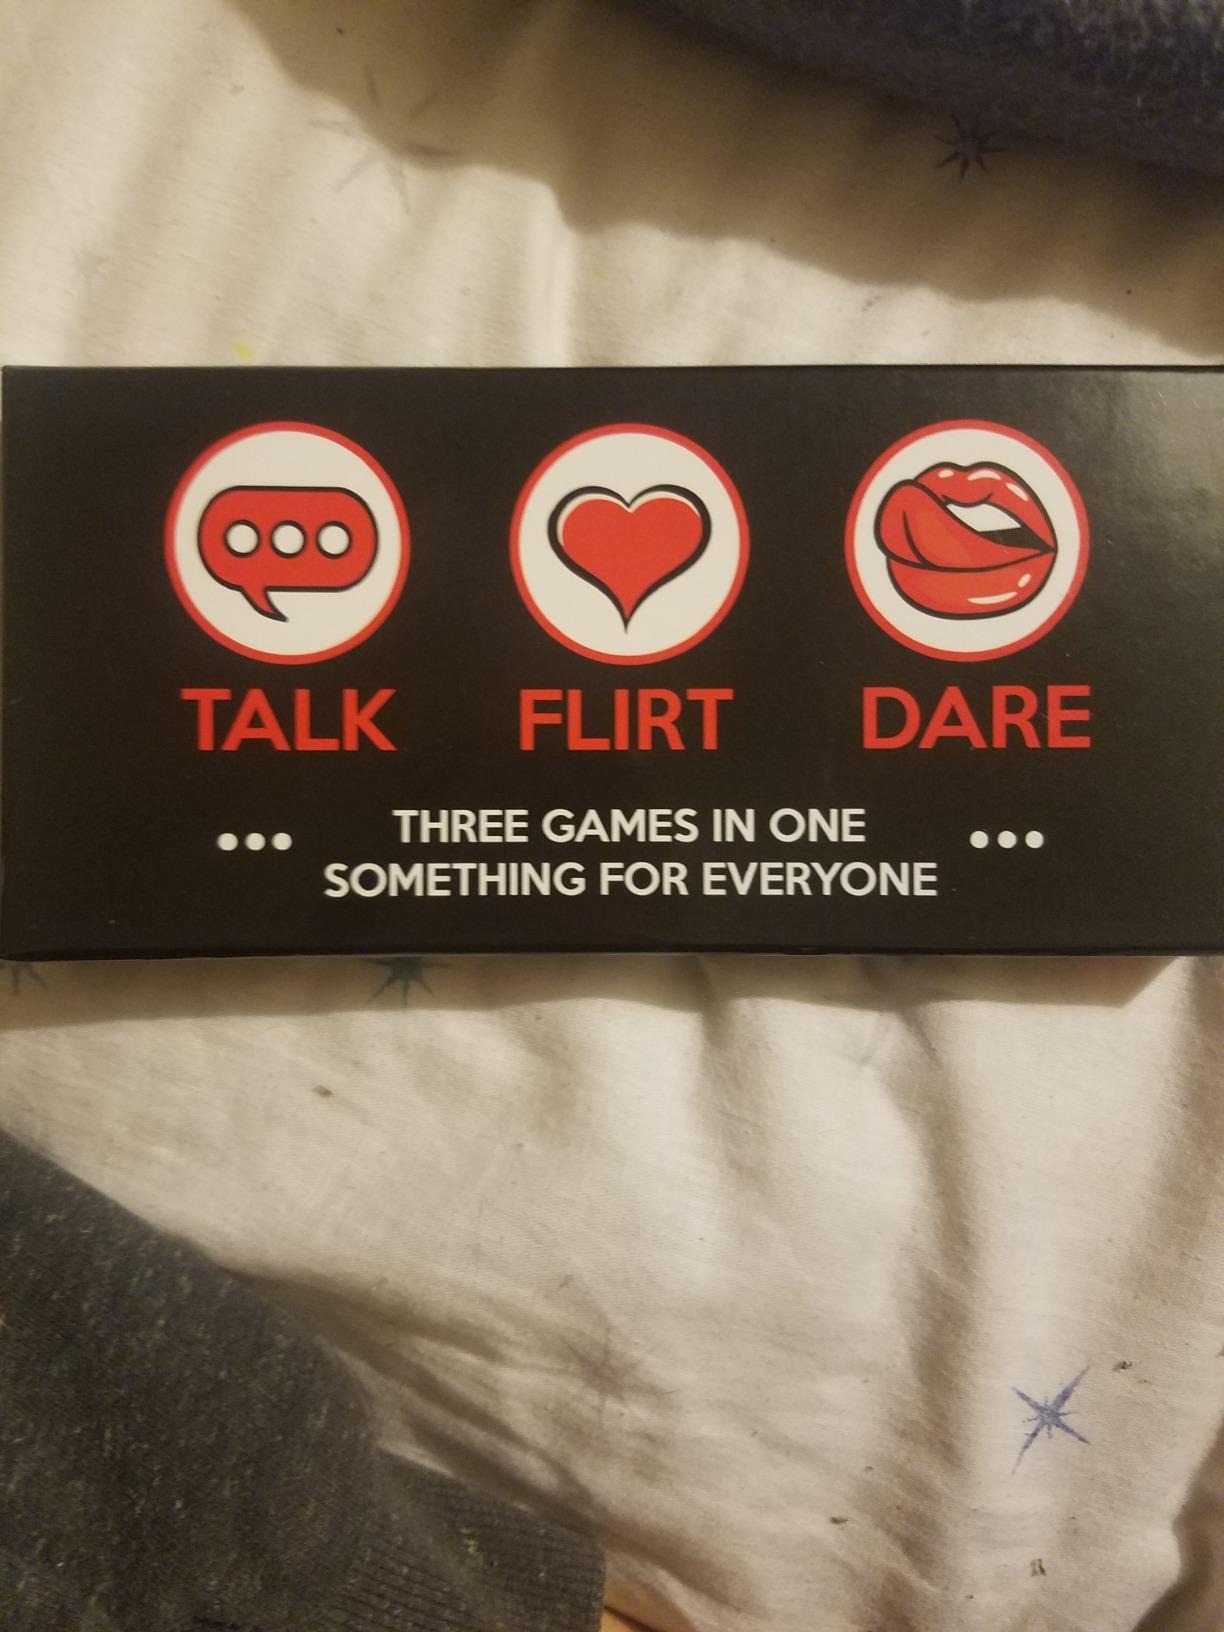 TALK FLIRT DARE
••• THREE GAMES IN ONE •••
SOMETHING FOR EVERYONE